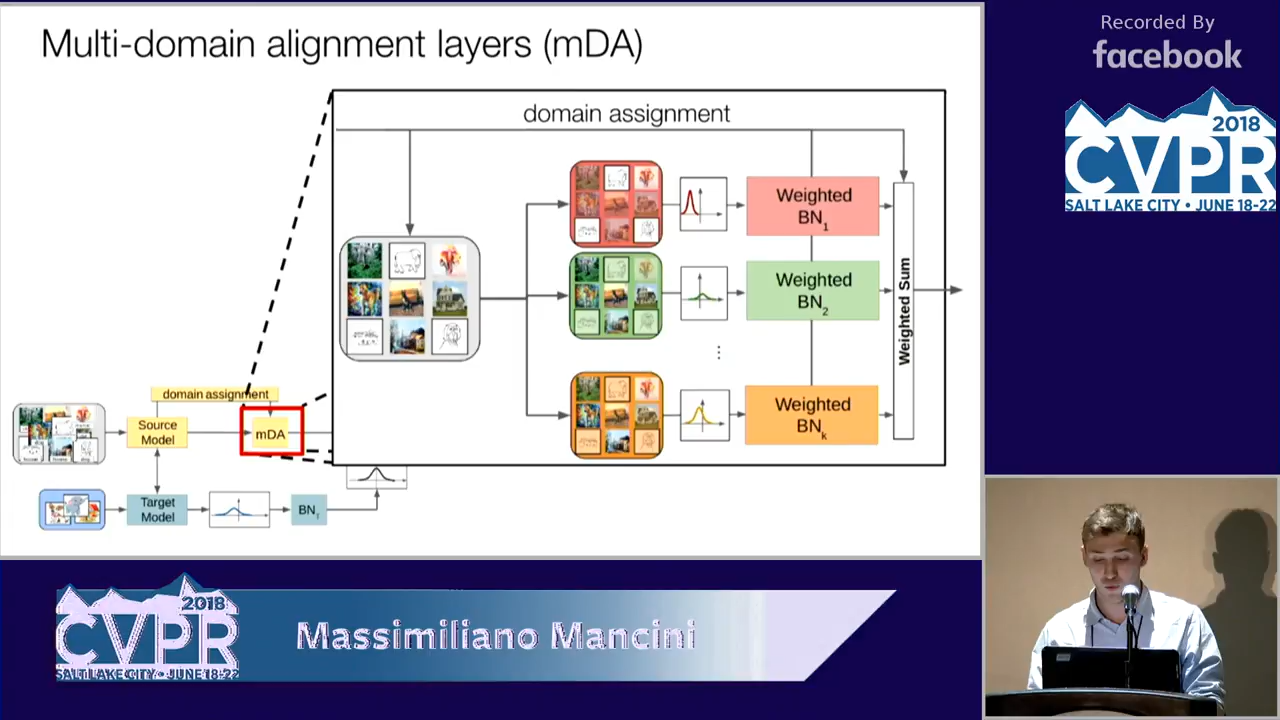 Multi-domain alignment layers (mDA)
domain assignment
Weighted
BN1
Weighted
BN2
⋮
Weighted
BNk
Weighted Sum
domain assignment
Source
Model
mDA
Target
Model
BN
Recorded By
facebook
2018
CVPR
SALT LAKE CITY • JUNE 18-22
2018
CVPR
SALT LAKE CITY • JUNE 18-22
Massimiliano Mancini